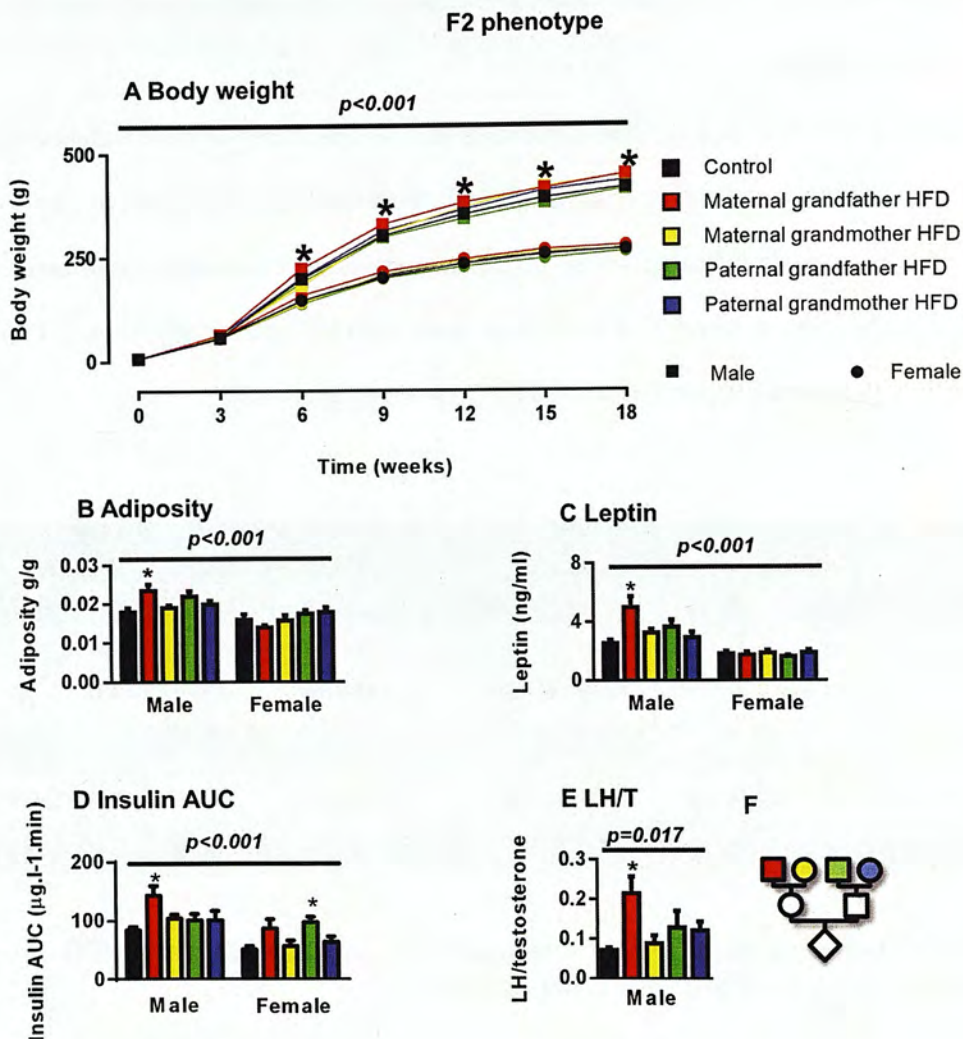 F2 phenotype
A Body weight
p<0.001
*
*
*
*
*
500
250
0
Body weight (g)
0 3 6 9 12 15 18
Time (weeks)
Control
Maternal grandfather HFD
Maternal grandmother HFD
Paternal grandfather HFD
Paternal grandmother HFD
Male Female
B Adiposity
p<0.001
*
0.03
0.02
0.01
0.00
Adiposity g/g
Male Female
C Leptin
p<0.001
*
8
4
0
Leptin (ng/ml)
Male Female
D Insulin AUC
p<0.001
*
*
200
100
0
Insulin AUC (µg.l-1.min)
Male Female
E LH/T
p=0.017
*
0.3
0.2
0.1
0.0
LH/testosterone
Male
F